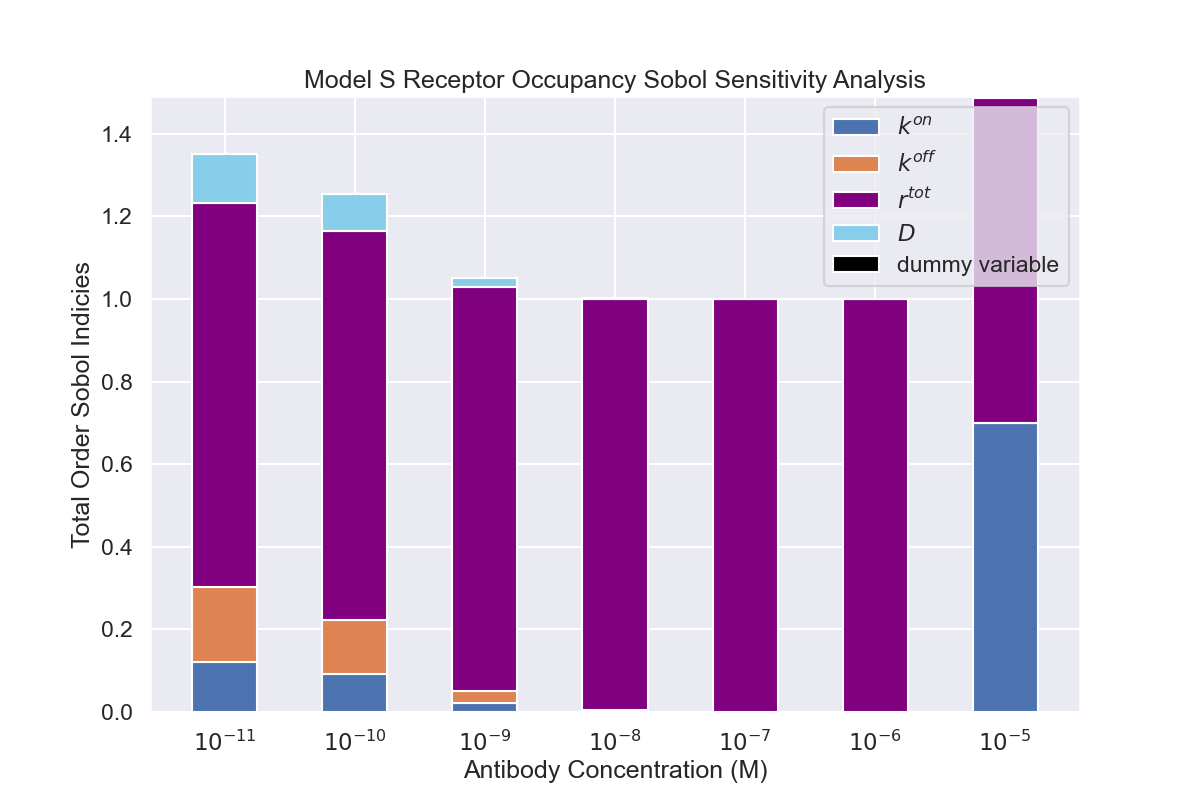 Model S Receptor Occupancy Sobol Sensitivity Analysis
k^on
k^off
r^tot
D
dummy variable
Total Order Sobol Indicies
1.4
1.2
1.0
0.8
0.6
0.4
0.2
0.0
10⁻¹¹ 10⁻¹⁰ 10⁻⁹ 10⁻⁸ 10⁻⁷ 10⁻⁶ 10⁻⁵
Antibody Concentration (M)